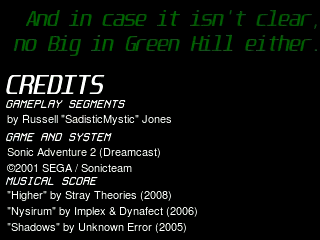 And in case it isn't clear,
no Big in Green Hill either.
CREDITS
GAMEPLAY SEGMENTS
by Russell "SadisticMystic" Jones
GAME AND SYSTEM
Sonic Adventure 2 (Dreamcast)
©2001 SEGA / Sonicteam
MUSICAL SCORE
"Higher" by Stray Theories (2008)
"Nysirum" by Implex & Dynafect (2006)
"Shadows" by Unknown Error (2005)